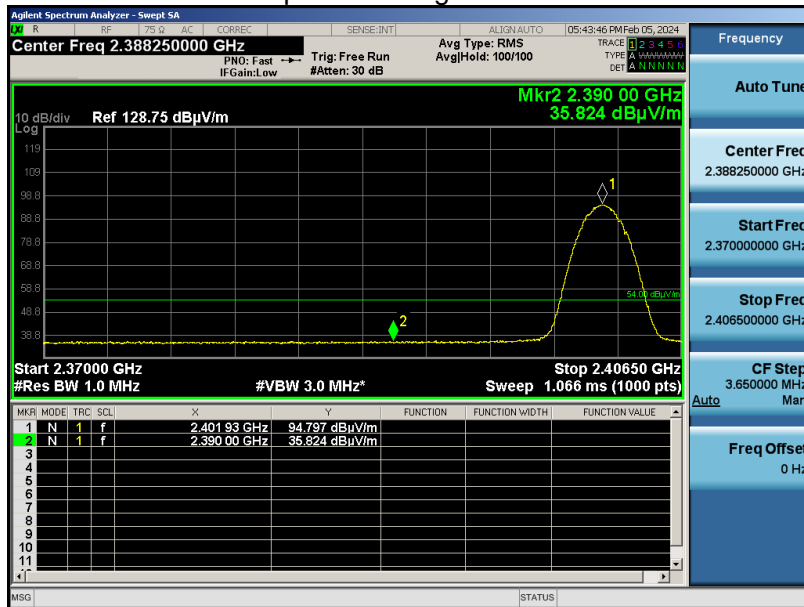 Agilent Spectrum Analyzer - Swept SA
LXI R RF 75 Ω AC CORREC SENSE:INT ALIGN AUTO 05:43:46 PM Feb 05, 2024
Center Freq 2.388250000 GHz
PNO: Fast
IFGain:Low
Trig: Free Run
#Atten: 30 dB
Avg Type: RMS
Avg|Hold: 100/100
TRACE 1 2 3 4 5 6
TYPE A WWWWW
DET A N N N N N
Mkr2 2.390 00 GHz
10 dB/div Ref 128.75 dBµV/m 35.824 dBµV/m
Log
119
109
98.8
88.8
78.8
68.8
58.8
48.8
38.8
1
2
54.00 dBµV/m
Start 2.37000 GHz Stop 2.40650 GHz
#Res BW 1.0 MHz #VBW 3.0 MHz* Sweep 1.066 ms (1000 pts)
MKR MODE TRC SCL X Y FUNCTION FUNCTION WIDTH FUNCTION VALUE
1 N 1 f 2.401 93 GHz 94.797 dBµV/m
2 N 1 f 2.390 00 GHz 35.824 dBµV/m
3
4
5
6
7
8
9
10
11
MSG STATUS
Frequency
Auto Tune
Center Freq
2.388250000 GHz
Start Freq
2.370000000 GHz
Stop Freq
2.406500000 GHz
CF Step
3.650000 MHz
Auto Man
Freq Offset
0 Hz